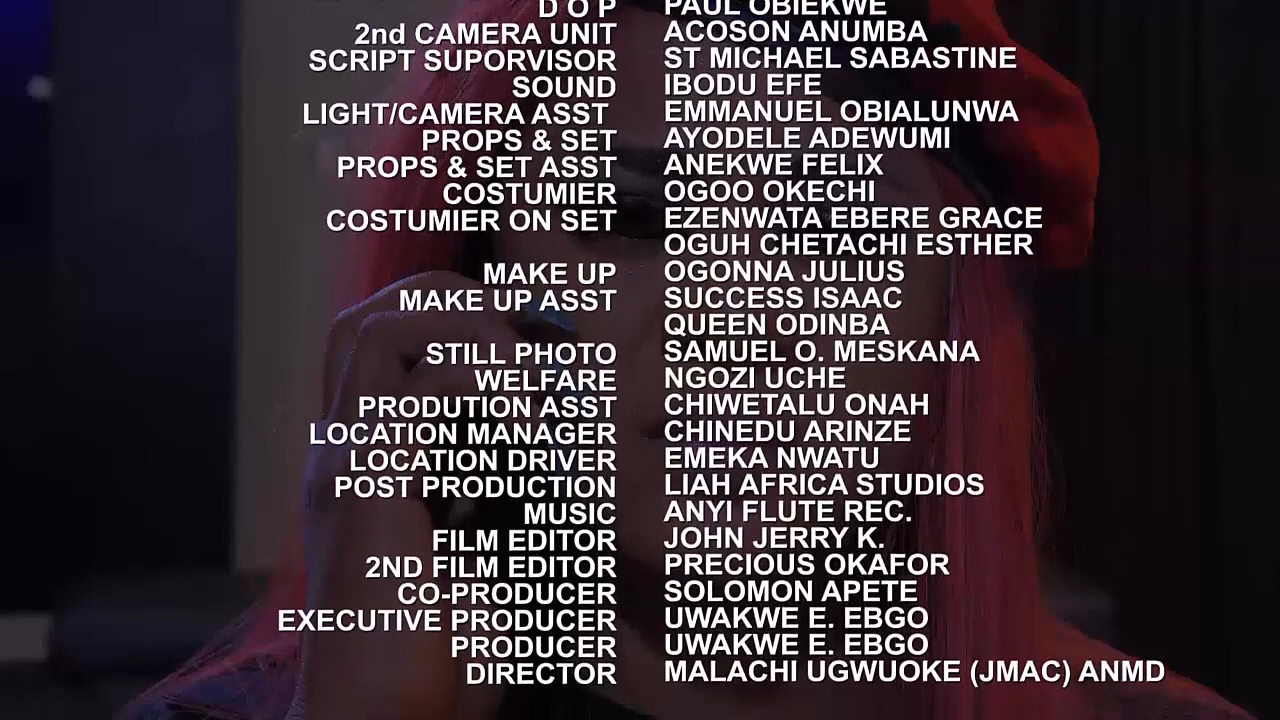 D O P PAUL OBIEKWE
2nd CAMERA UNIT ACOSON ANUMBA
SCRIPT SUPORVISOR ST MICHAEL SABASTINE
SOUND IBODU EFE
LIGHT/CAMERA ASST EMMANUEL OBIALUNWA
PROPS & SET AYODELE ADEWUMI
PROPS & SET ASST ANEKWE FELIX
COSTUMIER OGOO OKECHI
COSTUMIER ON SET EZENWATA EBERE GRACE
OGUH CHETACHI ESTHER
MAKE UP OGONNA JULIUS
MAKE UP ASST SUCCESS ISAAC
QUEEN ODINBA
STILL PHOTO SAMUEL O. MESKANA
WELFARE NGOZI UCHE
PRODUTION ASST CHIWETALU ONAH
LOCATION MANAGER CHINEDU ARINZE
LOCATION DRIVER EMEKA NWATU
POST PRODUCTION LIAH AFRICA STUDIOS
MUSIC ANYI FLUTE REC.
FILM EDITOR JOHN JERRY K.
2ND FILM EDITOR PRECIOUS OKAFOR
CO-PRODUCER SOLOMON APETE
EXECUTIVE PRODUCER UWAKWE E. EBGO
PRODUCER UWAKWE E. EBGO
DIRECTOR MALACHI UGWUOKE (JMAC) ANMD